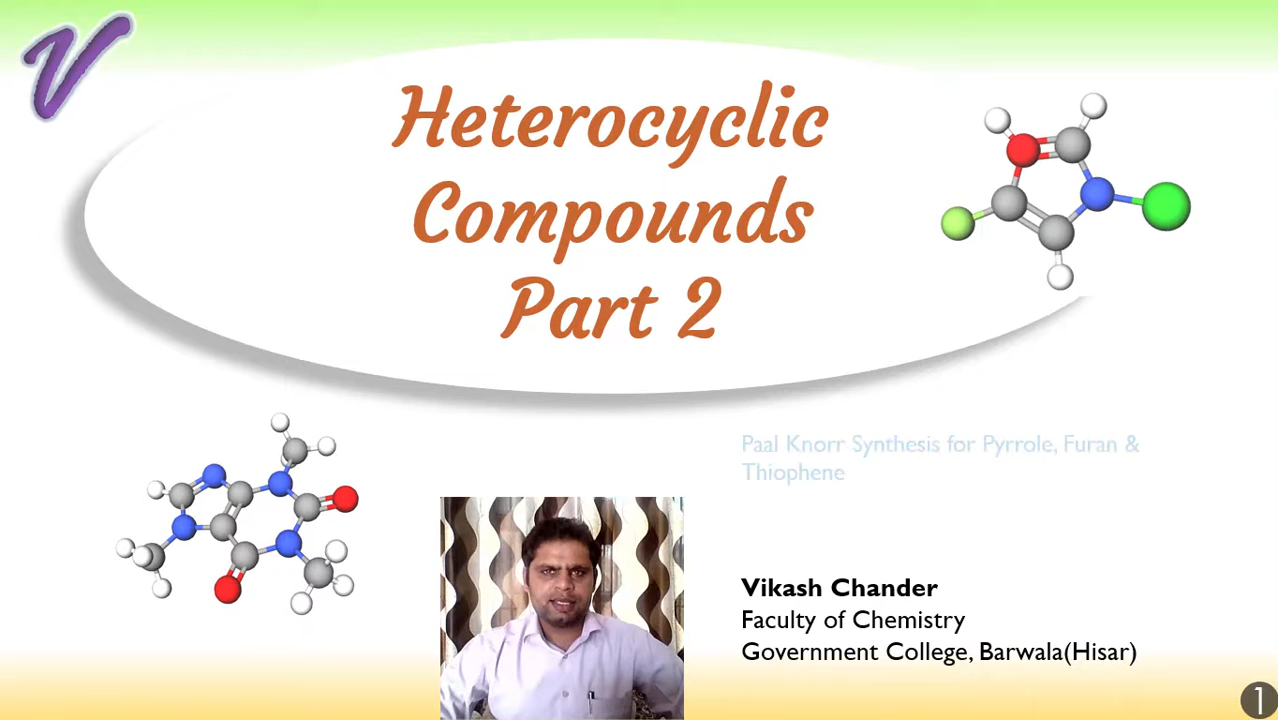 V
Heterocyclic
Compounds
Part 2
Paal Knorr Synthesis for Pyrrole, Furan &
Thiophene
Vikash Chander
Faculty of Chemistry
Government College, Barwala(Hisar)
1